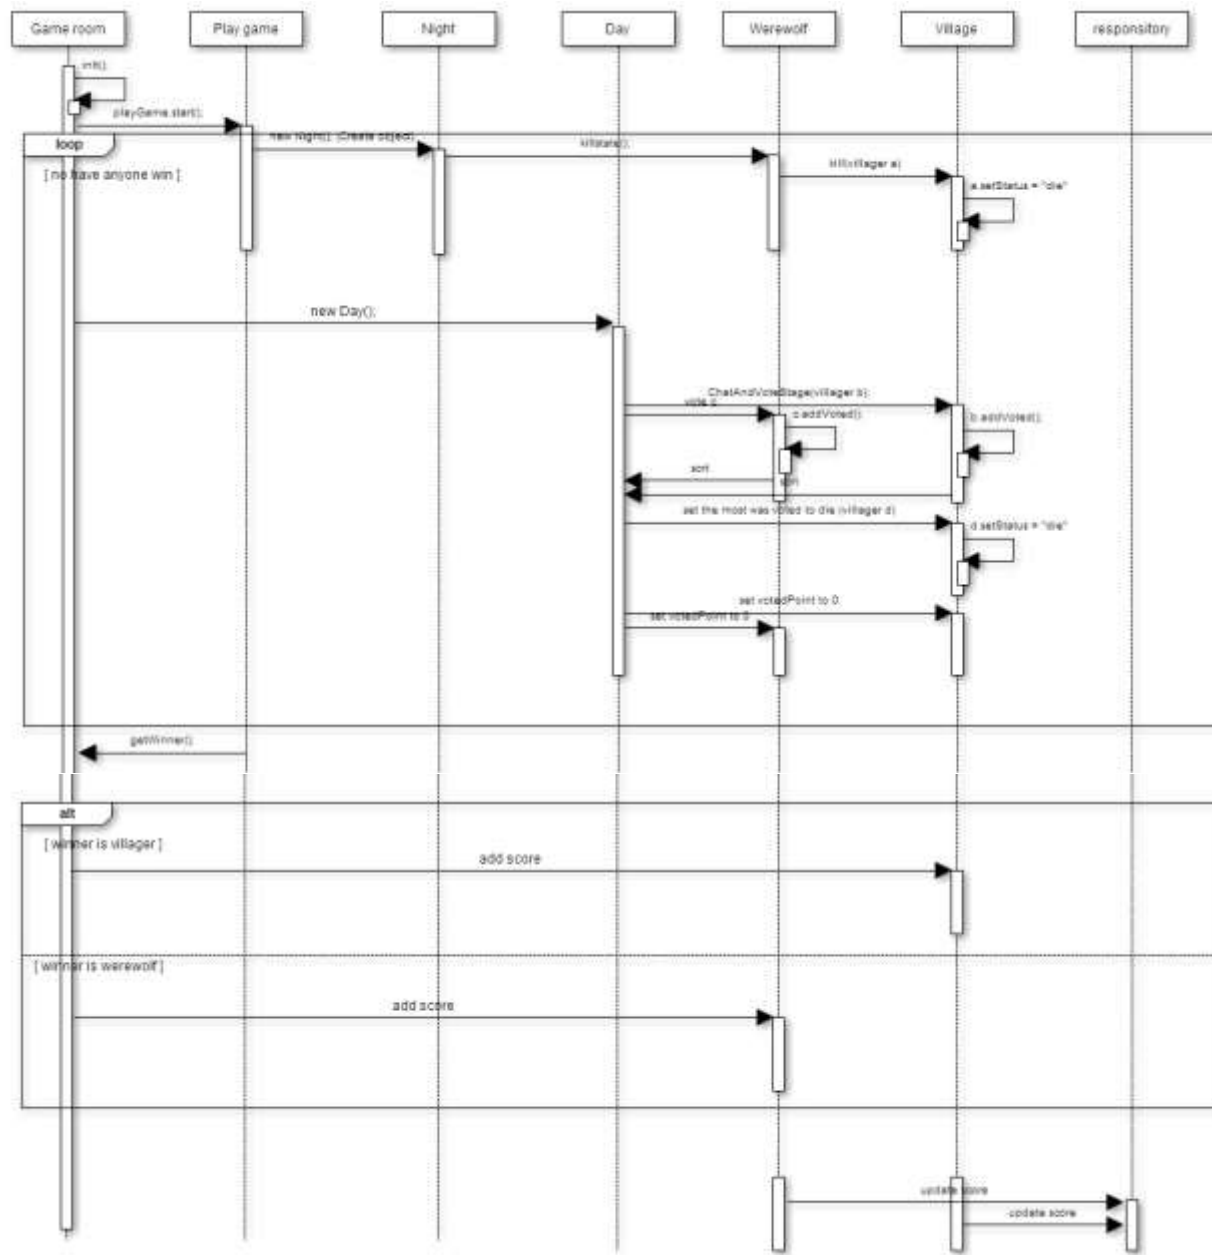 Game room
Play game
Night
Day
Werewolf
Village
responsitory
init()
playGame.start();
loop
new Night(); (Create object)
killstate();
[ no have anyone win ]
kill(villager a)
a.setStatus = "die"
new Day();
ChatAndVoteStage(villager b);
vote c
c.addVoted();
b.addVoted();
sort
sort
set the most was voted to die (villager d)
d.setStatus = "die"
set votedPoint to 0
set votedPoint to 0
getWinner()
alt
[ winner is villager ]
add score
[ winner is werewolf ]
add score
update score
update score